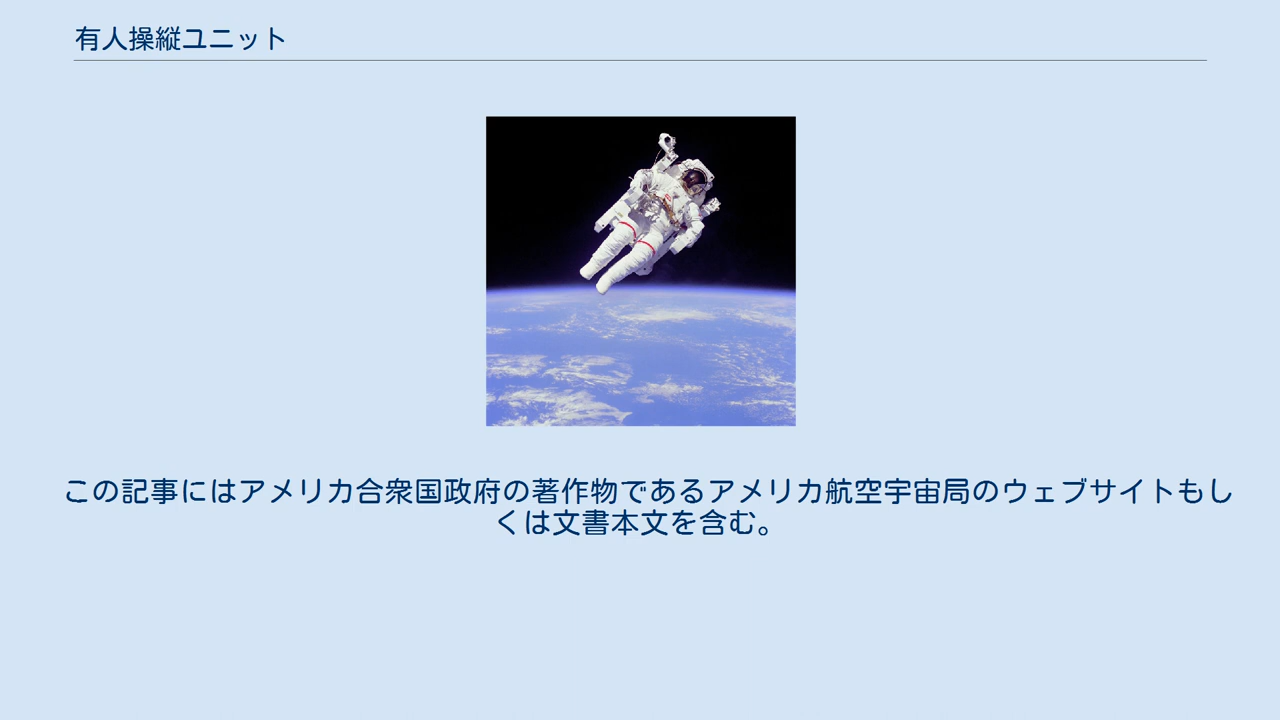 有人操縦ユニット
この記事にはアメリカ合衆国政府の著作物であるアメリカ航空宇宙局のウェブサイトもし
くは文書本文を含む。